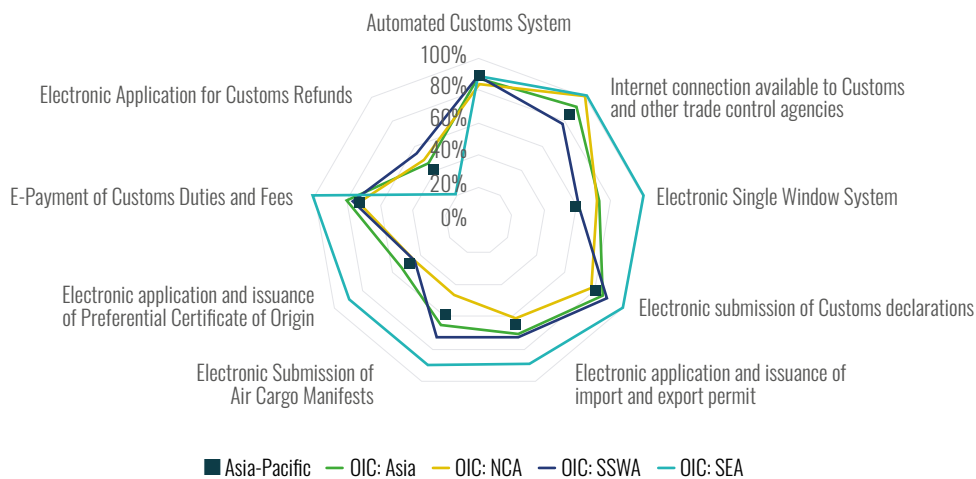 Automated Customs System
100%
80%
60%
40%
20%
0%
Internet connection available to Customs
and other trade control agencies
Electronic Single Window System
Electronic submission of Customs declarations
Electronic application and issuance of
import and export permit
Electronic Submission of
Air Cargo Manifests
Electronic application and issuance
of Preferential Certificate of Origin
E-Payment of Customs Duties and Fees
Electronic Application for Customs Refunds
Asia-Pacific
OIC: Asia
OIC: NCA
OIC: SSWA
OIC: SEA